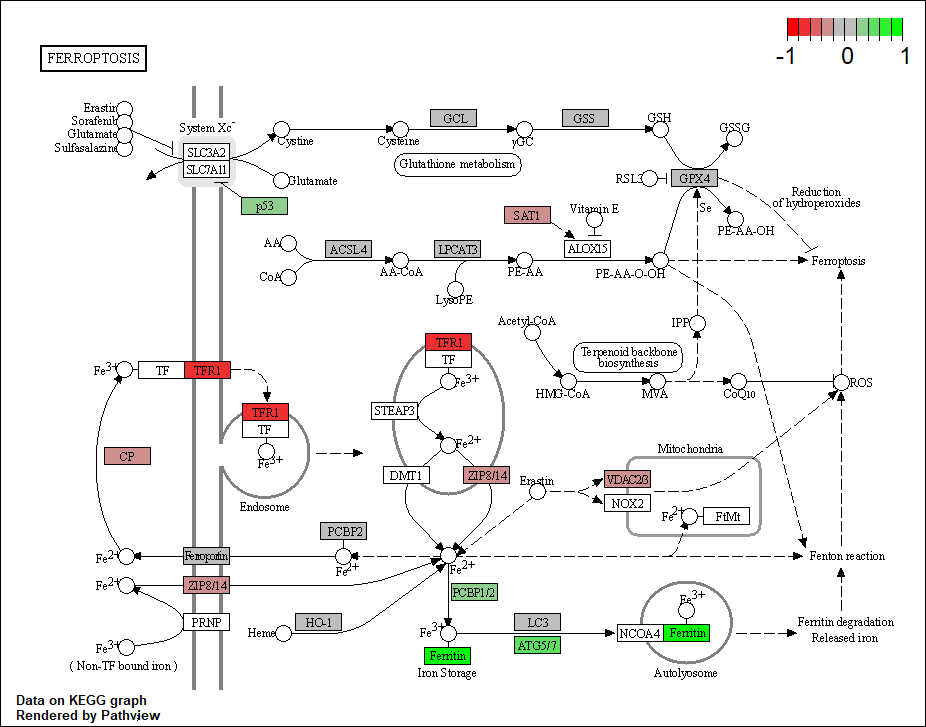 -1 0 1
FERROPTOSIS
Erastin
Sorafenib
Glutamate
Sulfasalazine
System Xc-
SLC3A2
SLC7A11
Cystine
Glutamate
p53
Cysteine
GCL
γGC
GSS
GSH
GSSG
Glutathione metabolism
RSL3
GPX4
Se
PE-AA-OH
Reduction
of hydroperoxides
SAT1
Vitamin E
ALOX15
AA
CoA
ACSL4
AA-CoA
LPCAT3
LysoPE
PE-AA
PE-AA-O-OH
Ferroptosis
Acetyl-CoA
IPP
Terpenoid backbone
biosynthesis
HMG-CoA
MVA
CoQ10
ROS
Fe3+
TF
TFR1
TFR1
TF
Fe3+
Endosome
TFR1
TF
Fe3+
STEAP3
Fe2+
DMT1
ZIP8/14
CP
Erastin
Mitochondria
VDAC2/3
NOX2
Fe2+
FtMt
Fe2+
Ferroportin
PCBP2
Fe2+
Fe2+
Fenton reaction
Fe2+
ZIP8/14
PRNP
Fe3+
( Non-TF bound iron )
Heme
HO-1
PCBP1/2
Fe3+
Ferritin
Iron Storage
LC3
ATG5/7
Fe3+
NCOA4
Ferritin
Autolyosome
Ferritin degradation
Released iron
Data on KEGG graph
Rendered by Pathview